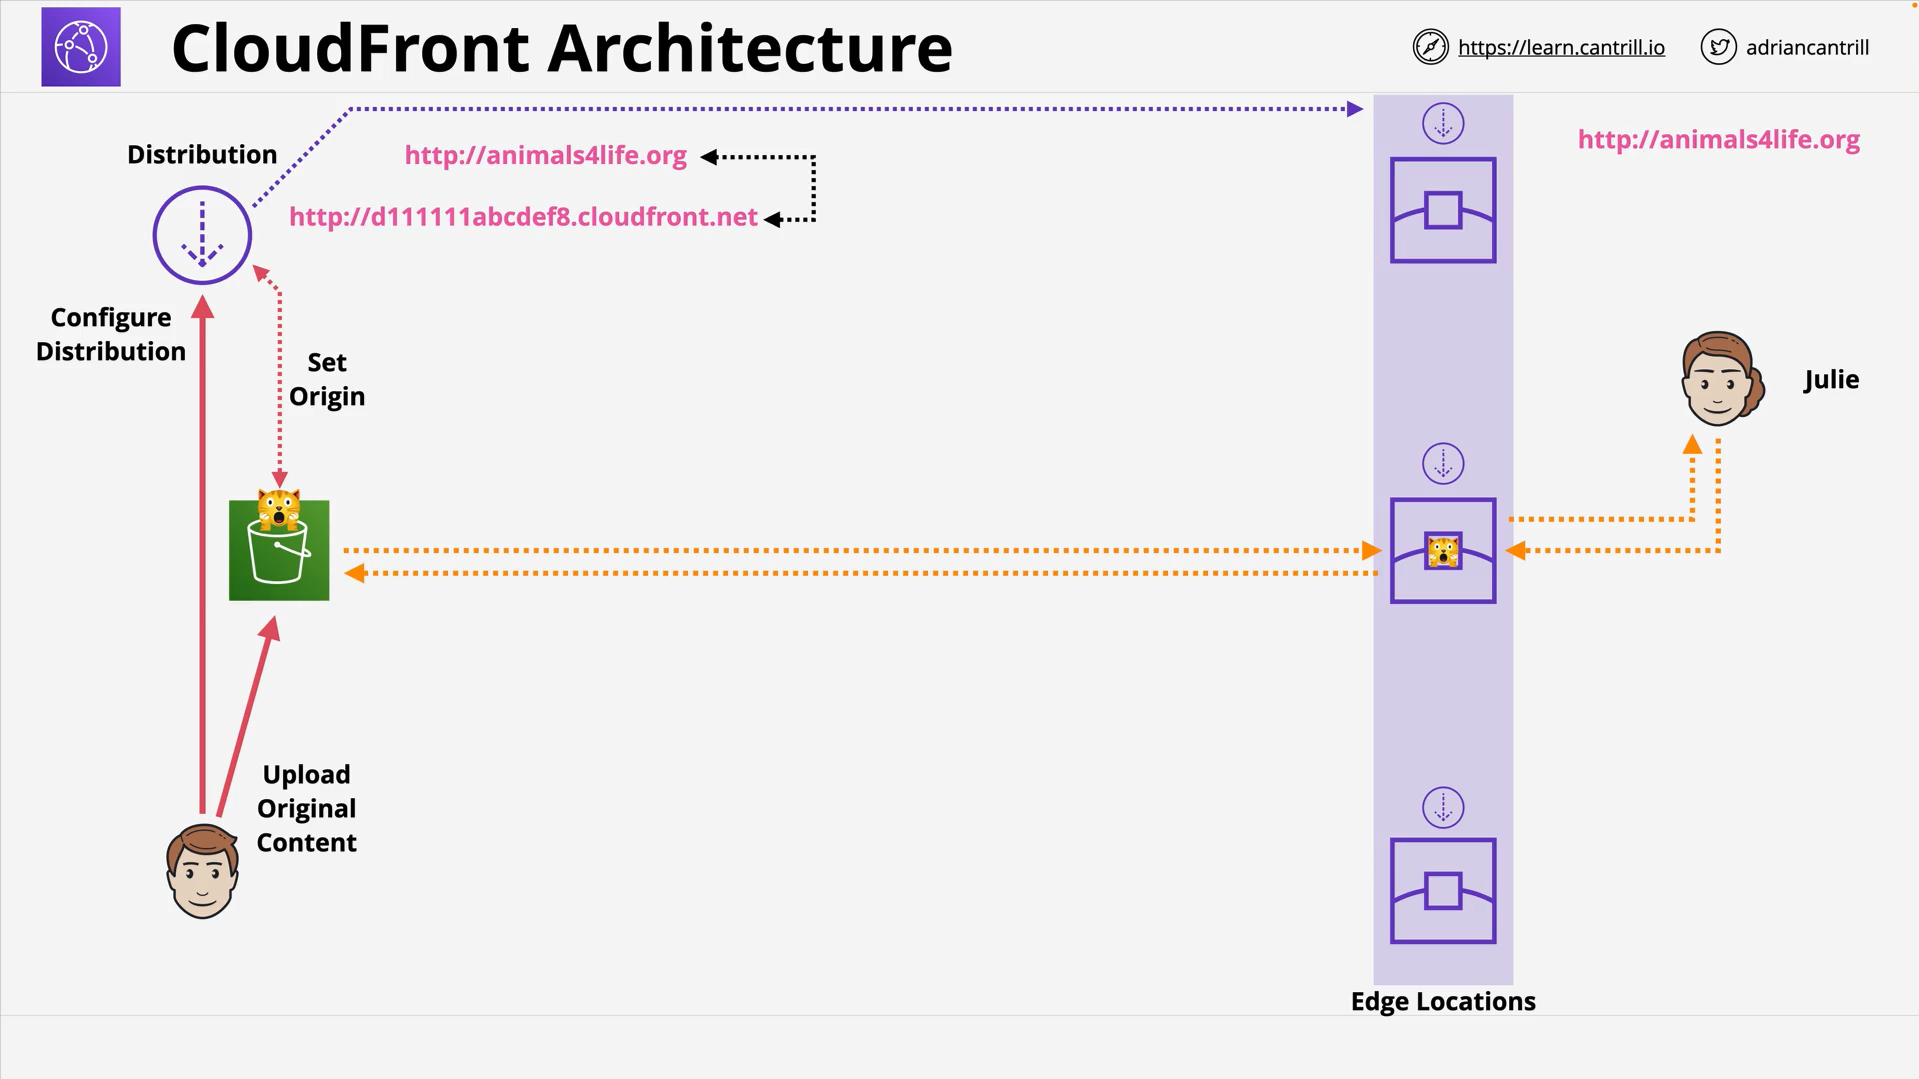 CloudFront Architecture
https://learn.cantrill.io
adriancantrill
Distribution
http://animals4life.org
http://d111111abcdef8.cloudfront.net
http://animals4life.org
Configure
Distribution
Set
Origin
Julie
Upload
Original
Content
Edge Locations